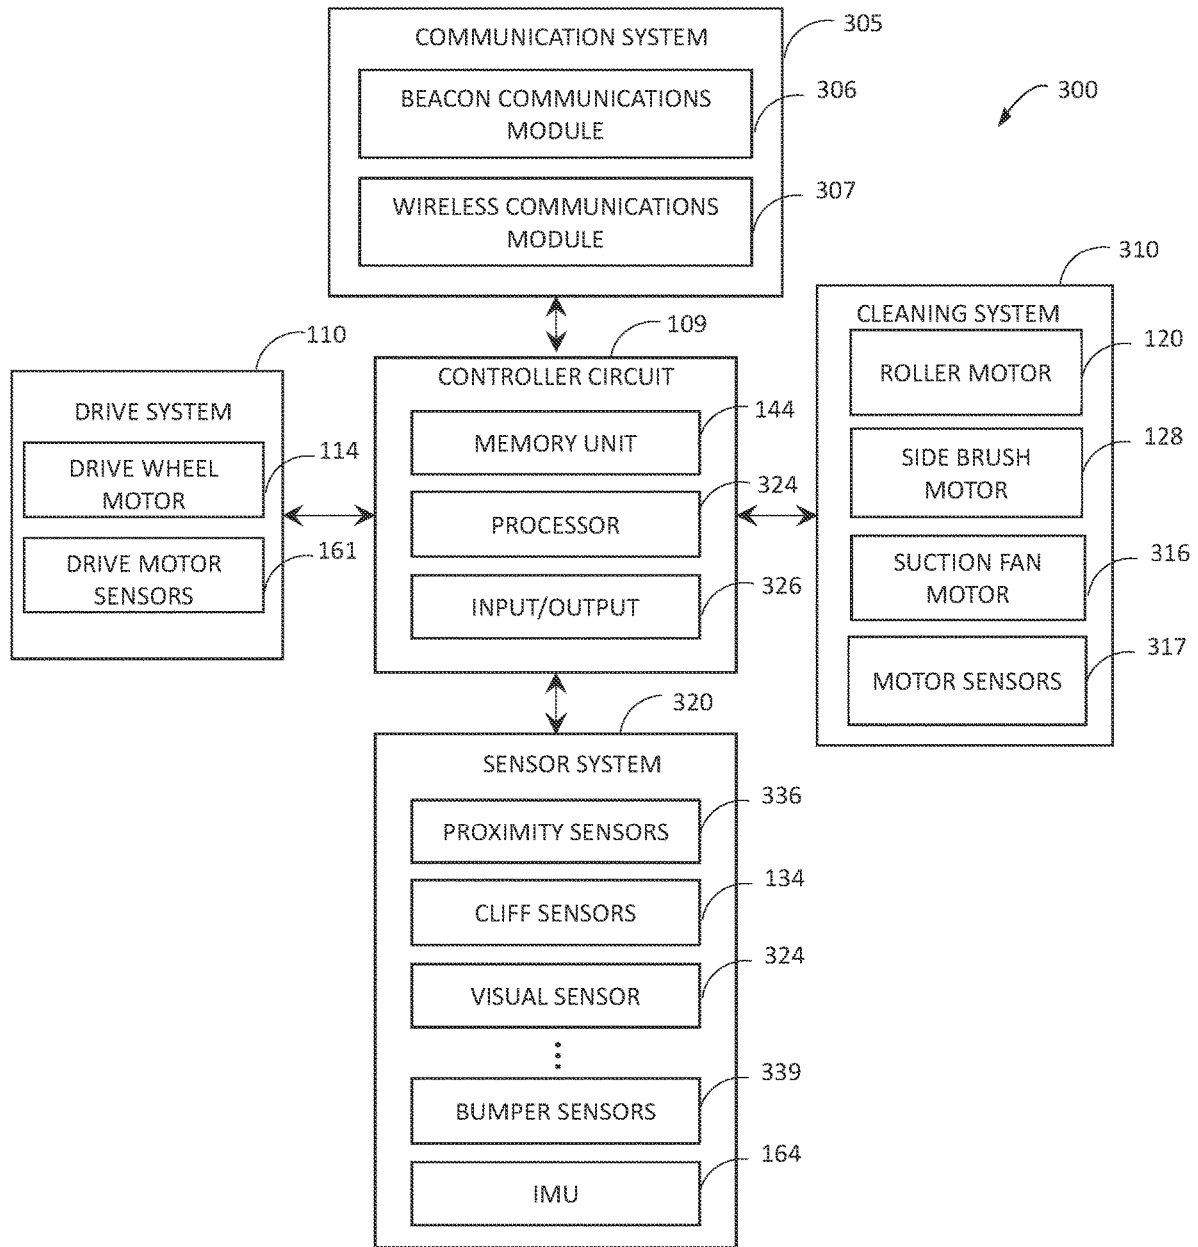 COMMUNICATION SYSTEM
305
BEACON COMMUNICATIONS
MODULE
306
300
WIRELESS COMMUNICATIONS
MODULE
307
310
CLEANING SYSTEM
ROLLER MOTOR
120
SIDE BRUSH
MOTOR
128
SUCTION FAN
MOTOR
316
MOTOR SENSORS
317
110
DRIVE SYSTEM
DRIVE WHEEL
MOTOR
114
DRIVE MOTOR
SENSORS
161
109
CONTROLLER CIRCUIT
MEMORY UNIT
144
PROCESSOR
324
INPUT/OUTPUT
326
320
SENSOR SYSTEM
PROXIMITY SENSORS
336
CLIFF SENSORS
134
VISUAL SENSOR
324
BUMPER SENSORS
339
IMU
164